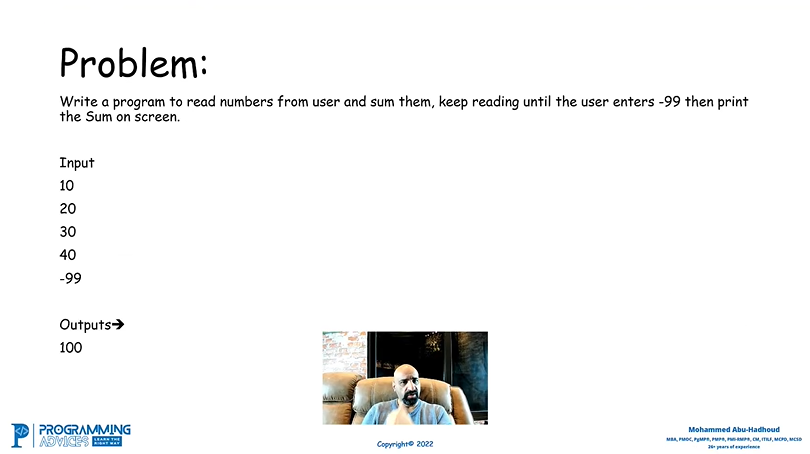 Problem:
Write a program to read numbers from user and sum them, keep reading until the user enters -99 then print
the Sum on screen.
Input
10
20
30
40
-99
Outputs➔
100
PROGRAMMING
ADVICES LEARN THE
RIGHT WAY
Copyright© 2022
Mohammed Abu-Hadhoud
MBA, PMOC, PgMP®, PMP®, PMI-RMP®, CM, ITILF, MCPD, MCSD
26+ years of experience